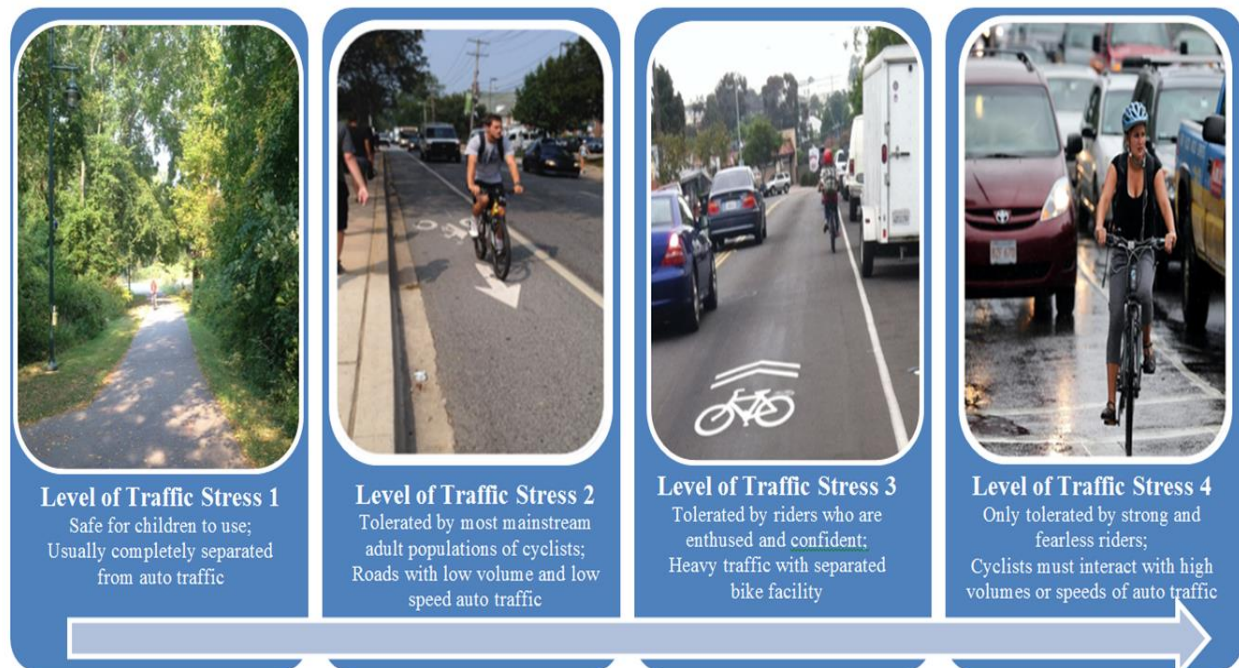 Level of Traffic Stress 1
Safe for children to use;
Usually completely separated
from auto traffic
Level of Traffic Stress 2
Tolerated by most mainstream
adult populations of cyclists;
Roads with low volume and low
speed auto traffic
Level of Traffic Stress 3
Tolerated by riders who are
enthused and confident;
Heavy traffic with separated
bike facility
Level of Traffic Stress 4
Only tolerated by strong and
fearless riders;
Cyclists must interact with high
volumes or speeds of auto traffic